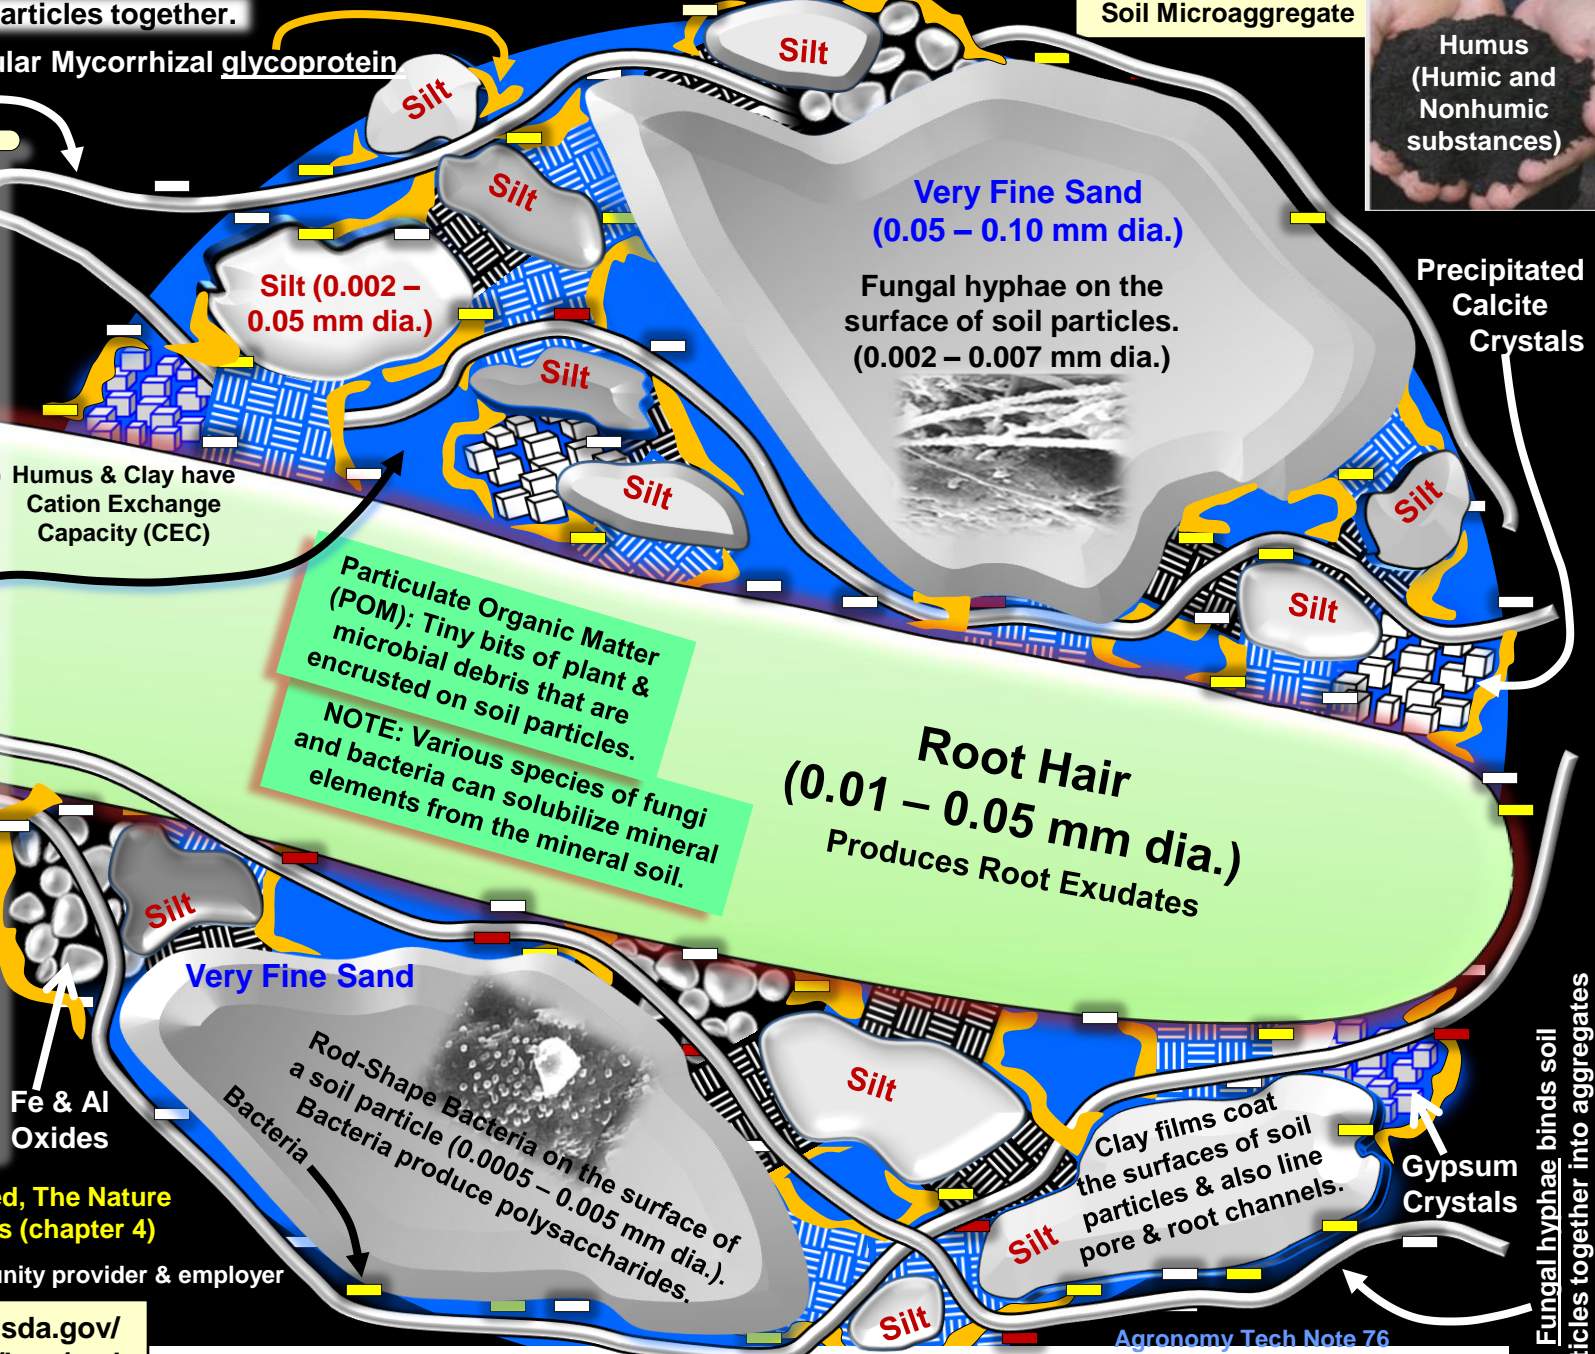 articles together.
Soil Microaggregate
ular Mycorrhizal glycoprotein
Humus
(Humic and
Nonhumic
substances)
Silt
Silt
Silt
Very Fine Sand
(0.05 – 0.10 mm dia.)
Fungal hyphae on the
surface of soil particles.
(0.002 – 0.007 mm dia.)
Precipitated
Calcite
Crystals
Silt (0.002 –
0.05 mm dia.)
Silt
Silt
Silt
Silt
Humus & Clay have
Cation Exchange
Capacity (CEC)
Particulate Organic Matter
(POM): Tiny bits of plant &
microbial debris that are
encrusted on soil particles.
NOTE: Various species of fungi
and bacteria can solubilize mineral
elements from the mineral soil.
Root Hair
(0.01 – 0.05 mm dia.)
Produces Root Exudates
Silt
Very Fine Sand
Rod-Shape Bacteria on the surface of
a soil particle (0.0005 – 0.005 mm dia.).
Bacteria produce polysaccharides.
Bacteria
Silt
Fe & Al
Oxides
Clay films coat
the surfaces of soil
particles & also line
pore & root channels.
Silt
Gypsum
Crystals
Fungal hyphae binds soil
ticles together into aggregates
ed, The Nature
s (chapter 4)
unity provider & employer
sda.gov/
Silt
Agronomy Tech Note 76